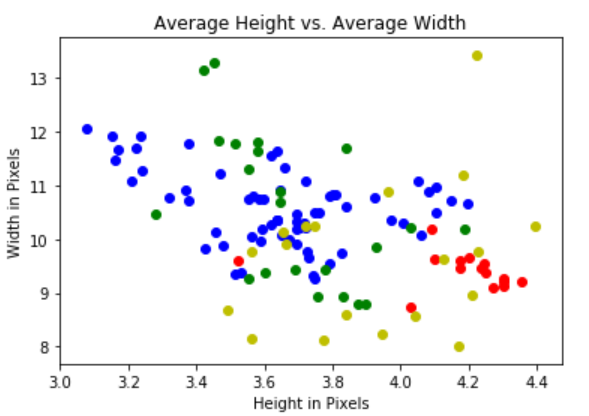 Average Height vs. Average Width
Width in Pixels
13
12
11
10
9
8
3.0 3.2 3.4 3.6 3.8 4.0 4.2 4.4
Height in Pixels